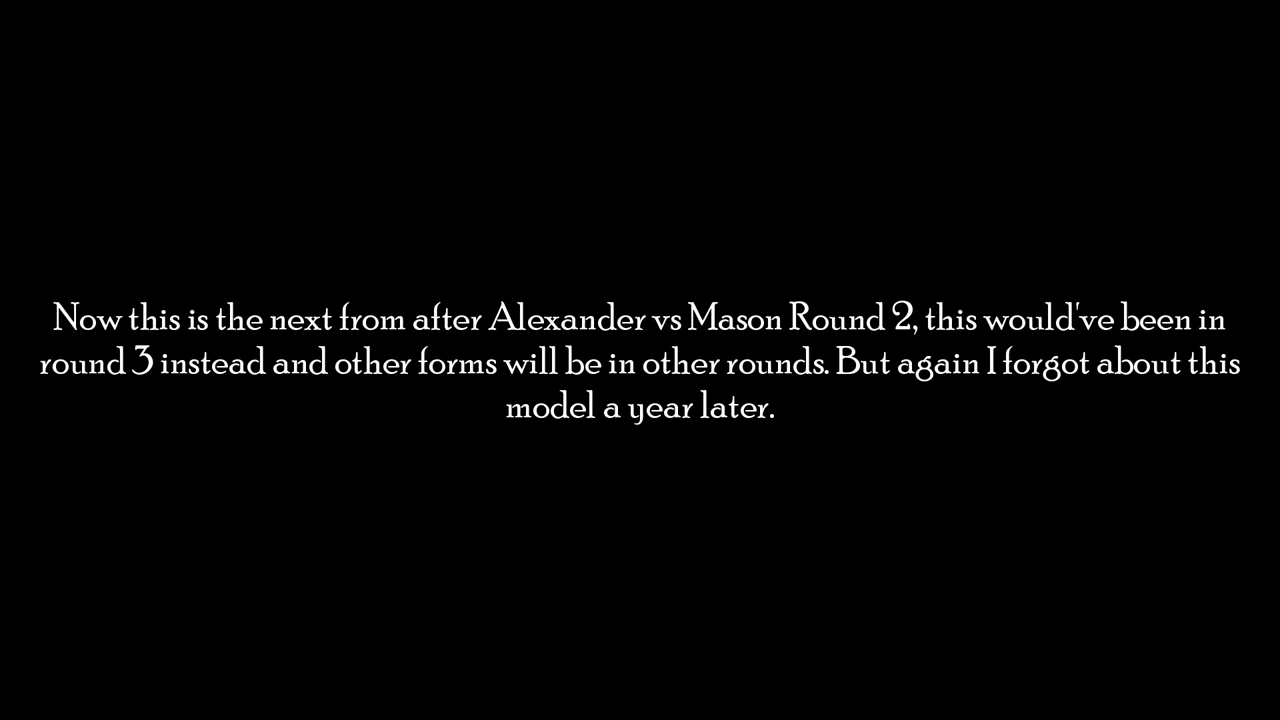 Now this is the next from after Alexander vs Mason Round 2, this would've been in
round 3 instead and other forms will be in other rounds. But again I forgot about this
model a year later.